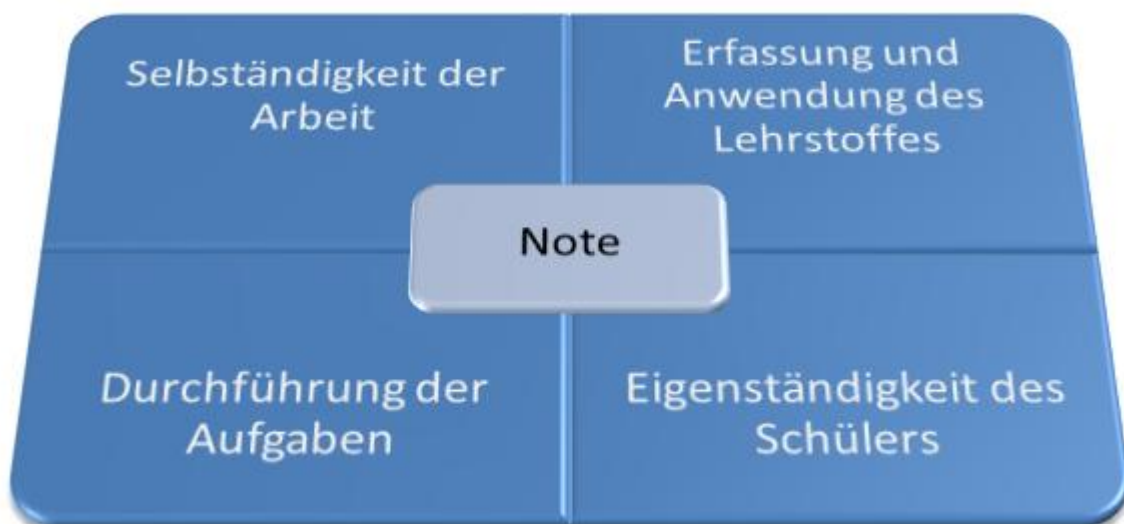 Selbständigkeit der
Arbeit
Erfassung und
Anwendung des
Lehrstoffes
Note
Durchführung der
Aufgaben
Eigenständigkeit des
Schülers